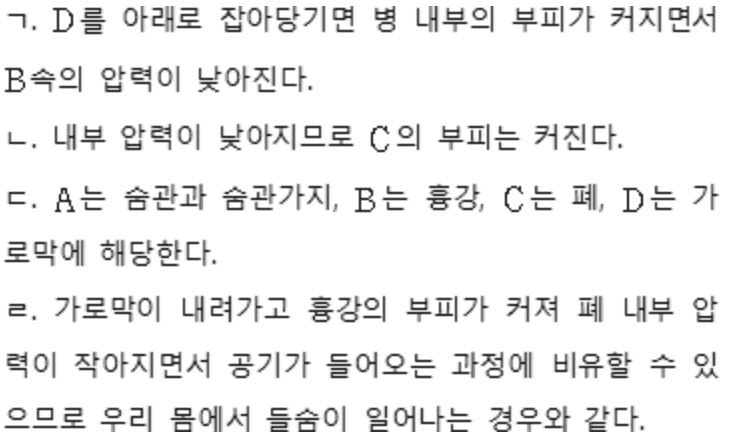 ㄱ. D를 아래로 잡아당기면 병 내부의 부피가 커지면서
B속의 압력이 낮아진다.
ㄴ. 내부 압력이 낮아지므로 C의 부피는 커진다.
ㄷ. A는 숨관과 숨관가지, B는 흉강, C는 폐, D는 가
로막에 해당한다.
ㄹ. 가로막이 내려가고 흉강의 부피가 커져 폐 내부 압
력이 작아지면서 공기가 들어오는 과정에 비유할 수 있
으므로 우리 몸에서 들숨이 일어나는 경우와 같다.